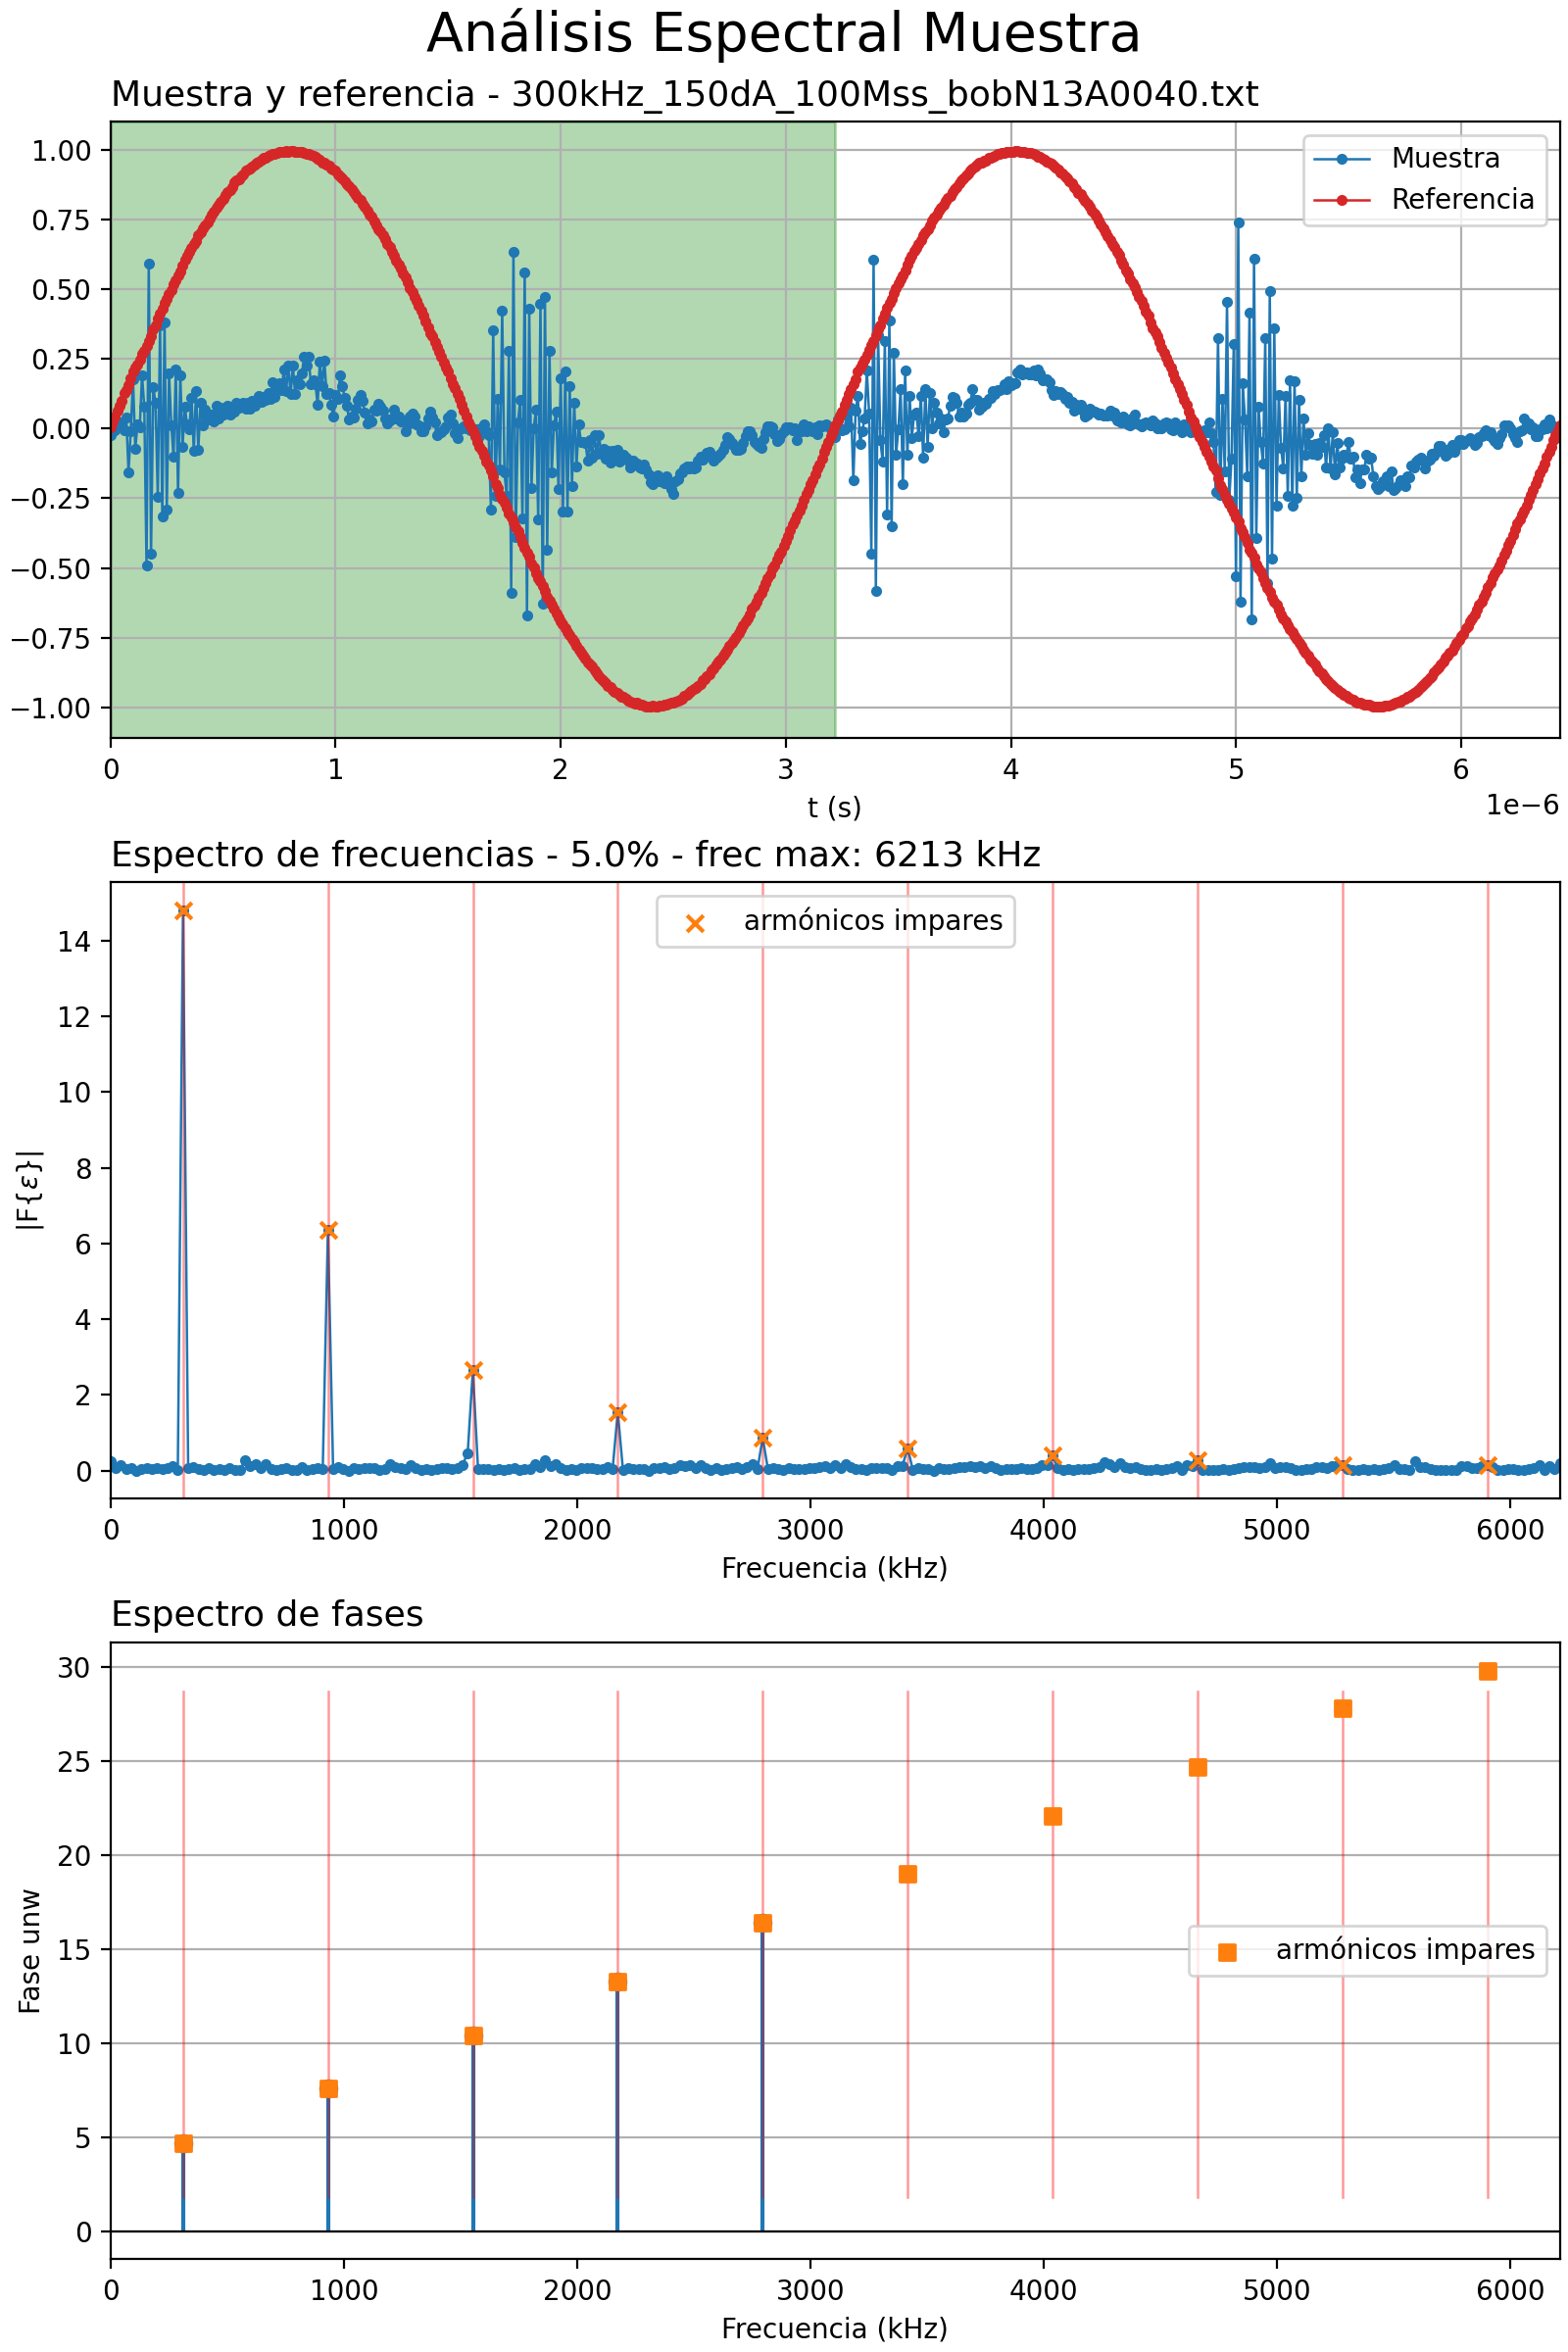 Análisis Espectral Muestra
Muestra y referencia - 300kHz_150dA_100Mss_bobN13A0040.txt
1.00
0.75
0.50
0.25
0.00
−0.25
−0.50
−0.75
−1.00
Muestra
Referencia
0 1 2 3 4 5 6
t (s)
1e−6
Espectro de frecuencias - 5.0% - frec max: 6213 kHz
|F{ε}|
14
12
10
8
6
4
2
0
armónicos impares
0 1000 2000 3000 4000 5000 6000
Frecuencia (kHz)
Espectro de fases
Fase unw
30
25
20
15
10
5
0
armónicos impares
0 1000 2000 3000 4000 5000 6000
Frecuencia (kHz)